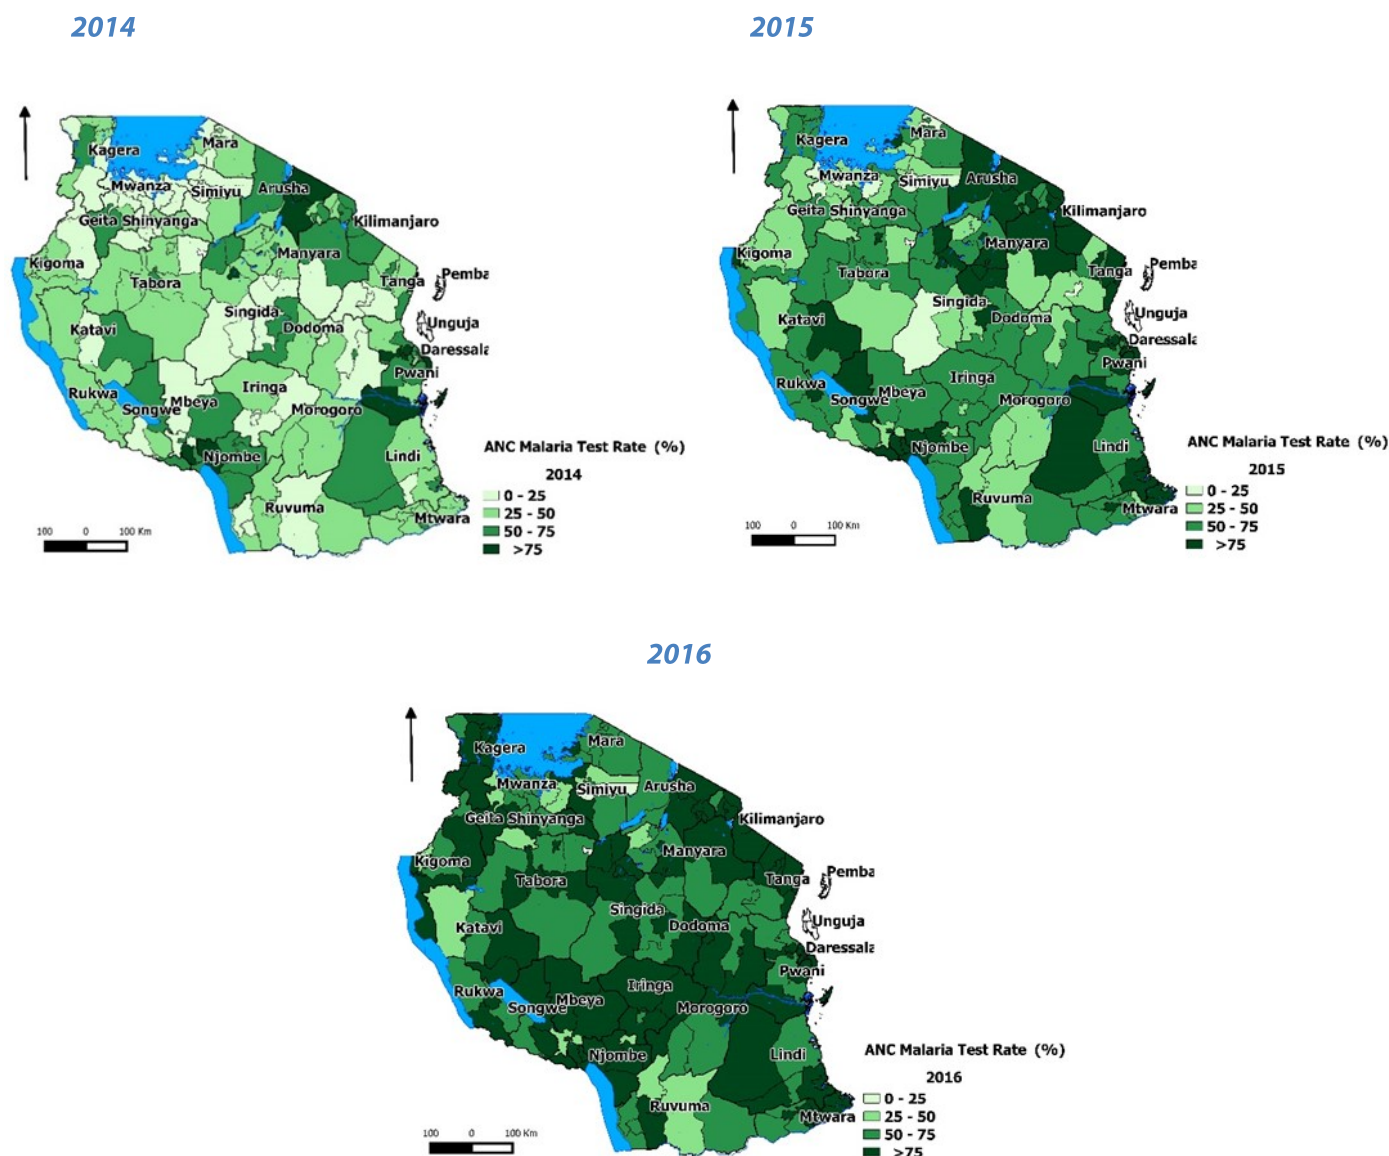 2014
2015
Kagera
Mara
Mwanza
Simiyu
Arusha
Geita Shinyanga
Kilimanjaro
Kigoma
Manyara
Tabora
Tanga
Pemba
Singida
Katavi
Dodoma
Unguja
Daressala
Pwani
Rukwa
Iringa
Songwe
Mbeya
Morogoro
Njombe
Lindi
Ruvuma
Mtwara
ANC Malaria Test Rate (%)
2014
0 - 25
25 - 50
50 - 75
>75
100 0 100 Km
Kagera
Mara
Mwanza
Simiyu
Arusha
Geita Shinyanga
Kilimanjaro
Kigoma
Manyara
Tabora
Tanga
Pemba
Singida
Katavi
Dodoma
Unguja
Daressala
Pwani
Rukwa
Iringa
Songwe
Mbeya
Morogoro
Njombe
Lindi
Ruvuma
Mtwara
ANC Malaria Test Rate (%)
2015
0 - 25
25 - 50
50 - 75
>75
100 0 100 Km
2016
Kagera
Mara
Mwanza
Simiyu
Arusha
Geita Shinyanga
Kilimanjaro
Kigoma
Manyara
Tabora
Tanga
Pemba
Singida
Katavi
Dodoma
Unguja
Daressala
Pwani
Rukwa
Iringa
Songwe
Mbeya
Morogoro
Njombe
Lindi
Ruvuma
Mtwara
ANC Malaria Test Rate (%)
2016
0 - 25
25 - 50
50 - 75
>75
100 0 100 Km